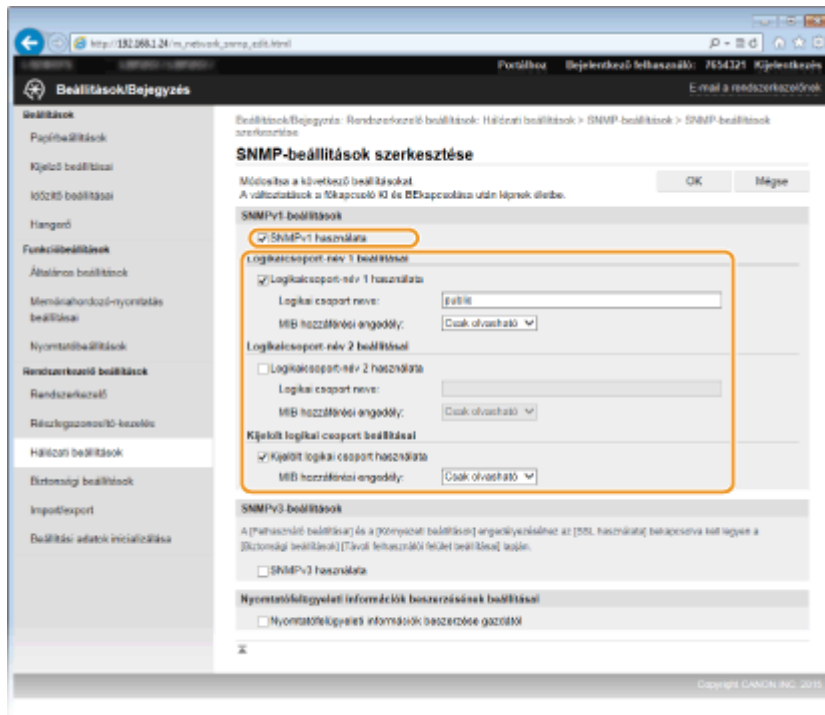 http://192.168.1.24/m_network_snmp_edit.html
Portálhoz Bejelentkező felhasználó: 7654321 Kijelentkezés
Beállítások/Bejegyzés
E-mail a rendszerkezelőnek
Beállítások
Papírbeállítások
Kijelző beállításai
Időzítő beállításai
Hangerő
Funkcióbeállítások
Általános beállítások
Memóriahordozó-nyomtatás
beállításai
Nyomtatóbeállítások
Rendszerkezelő beállítások
Rendszerkezelő
Részlegazonosító-kezelés
Hálózati beállítások
Biztonsági beállítások
Import/export
Beállítási adatok inicializálása
Beállítások/Bejegyzés: Rendszerkezelő beállítások: Hálózati beállítások > SNMP-beállítások > SNMP-beállítások
szerkesztése
SNMP-beállítások szerkesztése
Módosítsa a következő beállításokat.
A változtatások a főkapcsoló KI és BEkapcsolása után lépnek életbe.
OK Mégse
SNMPv1-beállítások
SNMPv1 használata
Logikaicsoport-név 1 beállításai
Logikaicsoport-név 1 használata
Logikai csoport neve: public
MIB hozzáférési engedély: Csak olvasható
Logikaicsoport-név 2 beállításai
Logikaicsoport-név 2 használata
Logikai csoport neve:
MIB hozzáférési engedély: Csak olvasható
Kijelölt logikai csoport beállításai
Kijelölt logikai csoport használata
MIB hozzáférési engedély: Csak olvasható
SNMPv3-beállítások
A [Felhasználó beállításai] és a [Környezet beállítások] engedélyezéséhez az [SSL használata] bekapcsolva kell legyen a
[Biztonsági beállítások] [Távoli felhasználói felület beállításai] lapján.
SNMPv3 használata
Nyomtatófelügyeleti információk beszerzésének beállításai
Nyomtatófelügyeleti információk beszerzése gazdától
Copyright CANON INC. 2015